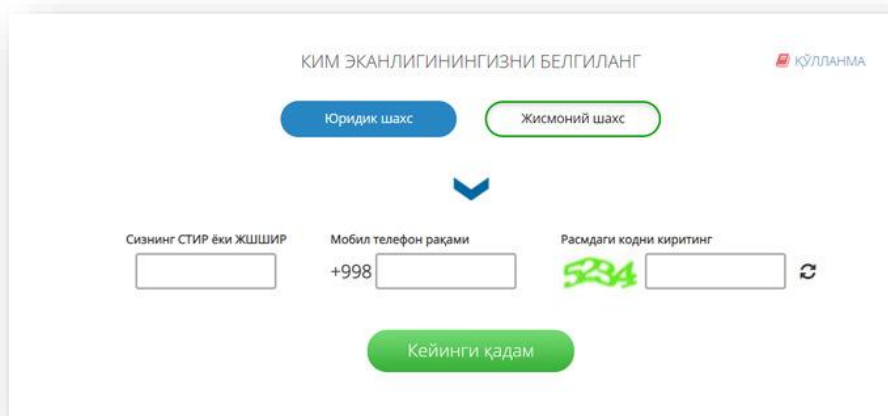 КИМ ЭКАНЛИГИНИНГИЗНИ БЕЛГИЛАНГ
ҚЎЛЛАНМА
Юридик шахс
Жисмоний шахс
Сизнинг СТИР ёки ЖШШИР
Мобил телефон рақами
Расмдаги кодни киритинг
+998
5234
Кейинги қадам